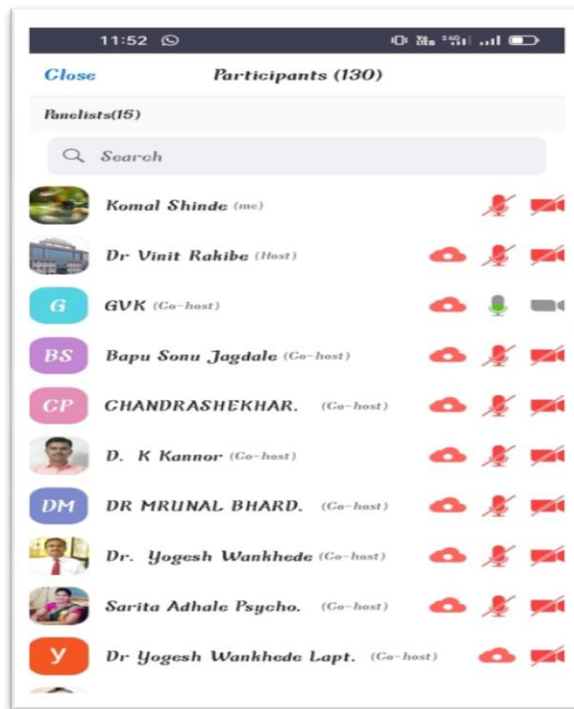 11:52
Close Participants (130)
Panelists(15)
Search
Komal Shinde (me)
Dr Vinit Rakibe (Host)
G GVK (Co-host)
BS Bapu Sonu Jagdale (Co-host)
CP CHANDRASHEKHAR. (Co-host)
D. K Kannor (Co-host)
DM DR MRUNAL BHARD. (Co-host)
Dr. Yogesh Wankhede (Co-host)
Sarita Adhale Psycho. (Co-host)
y Dr Yogesh Wankhede Lapt. (Co-host)